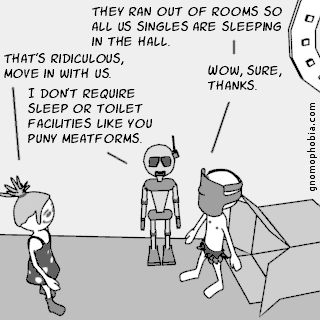 THEY RAN OUT OF ROOMS SO
ALL US SINGLES ARE SLEEPING
IN THE HALL.
THAT'S RIDICULOUS,
MOVE IN WITH US.
WOW, SURE,
THANKS.
I DON'T REQUIRE
SLEEP OR TOILET
FACILITIES LIKE YOU
PUNY MEATFORMS.
gnomophobia.com